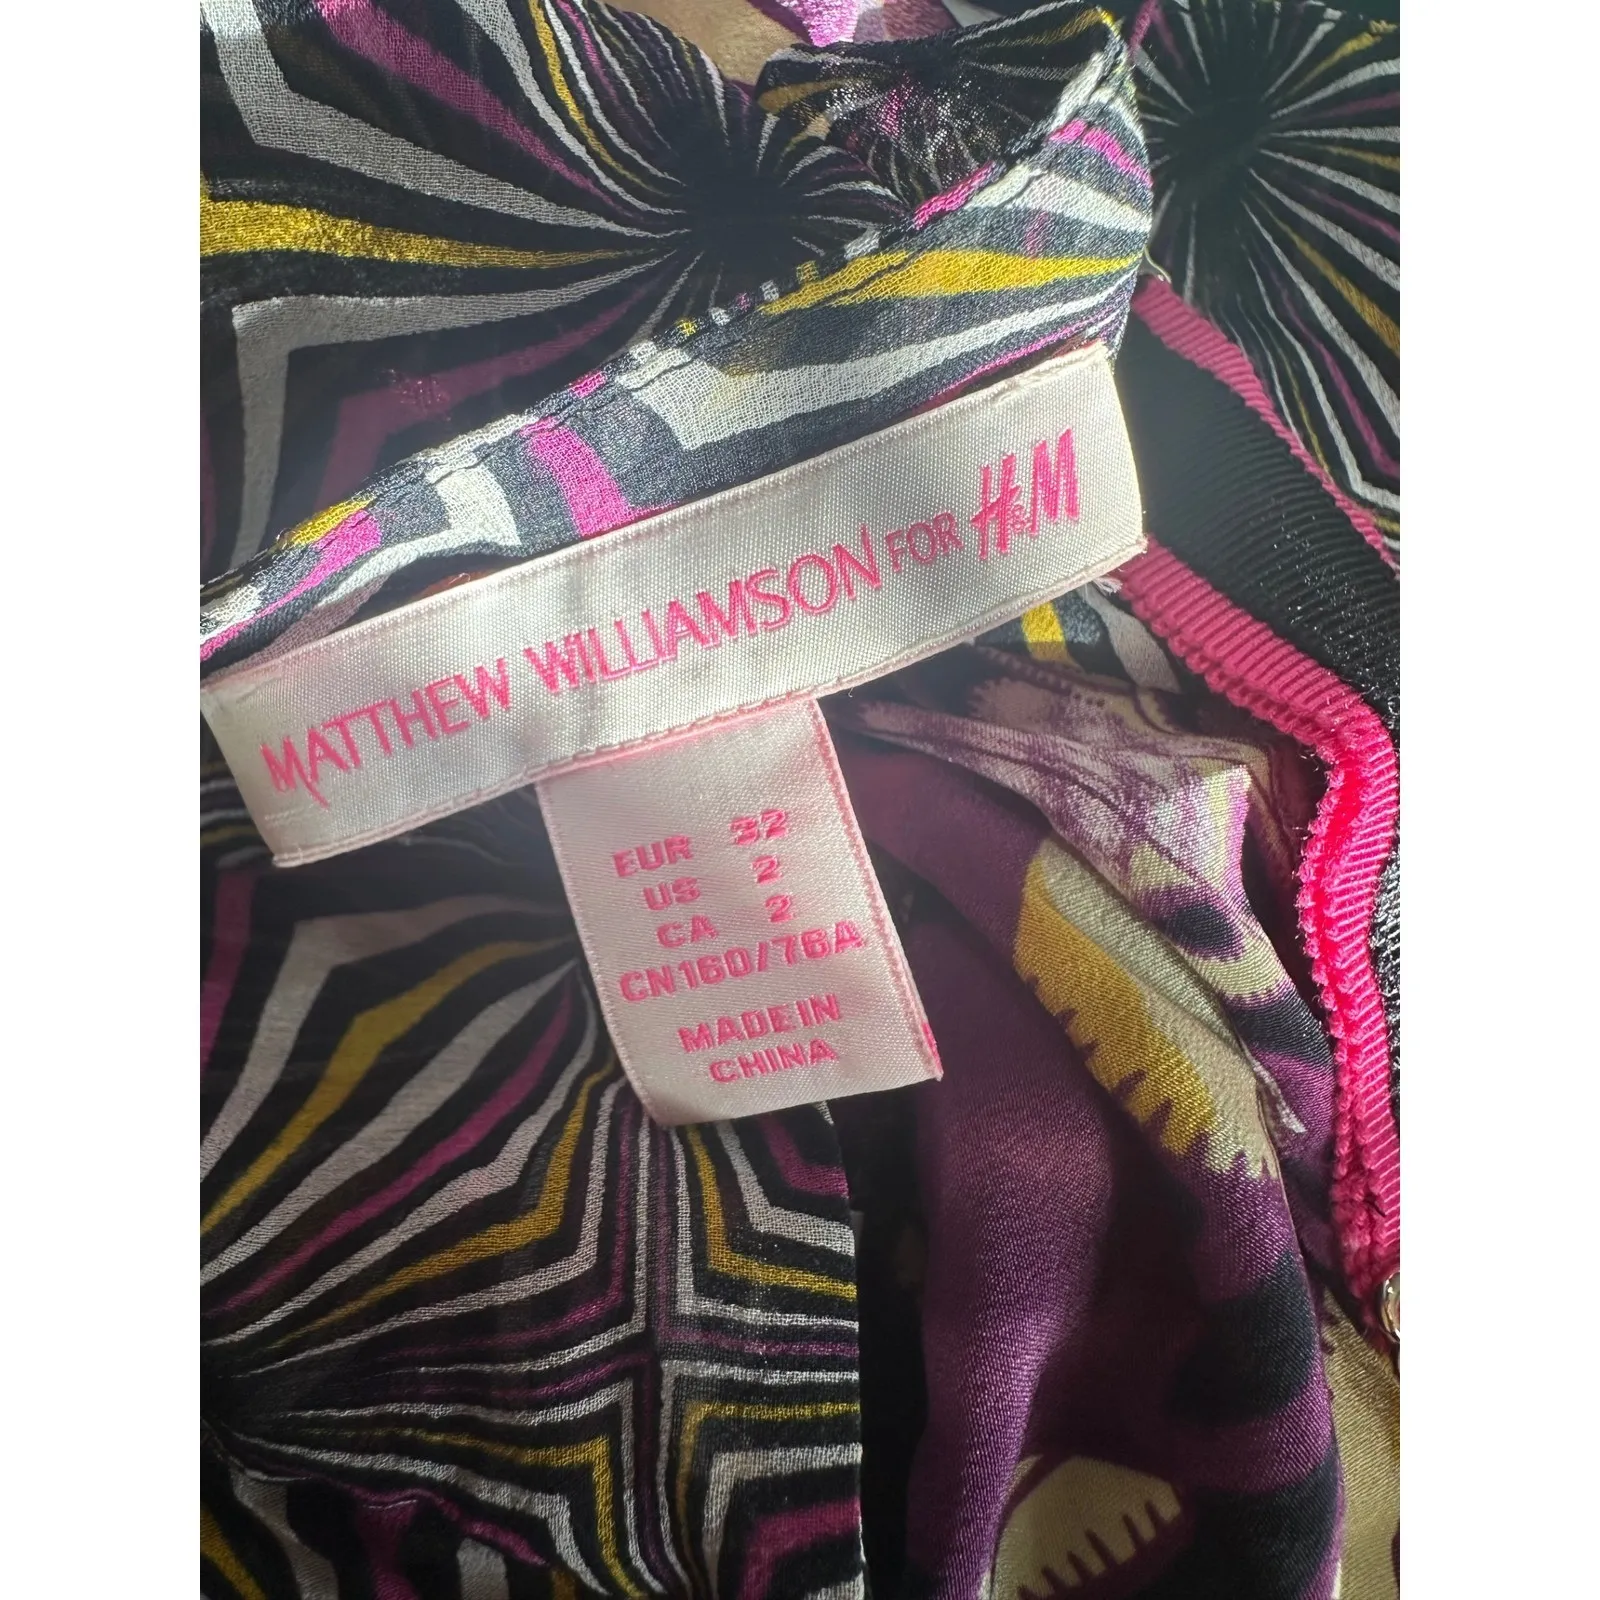 MATTHEW WILLIAMSON FOR H&M
EUR 32
US 2
CA 2
CN 160/76A
MADE IN
CHINA